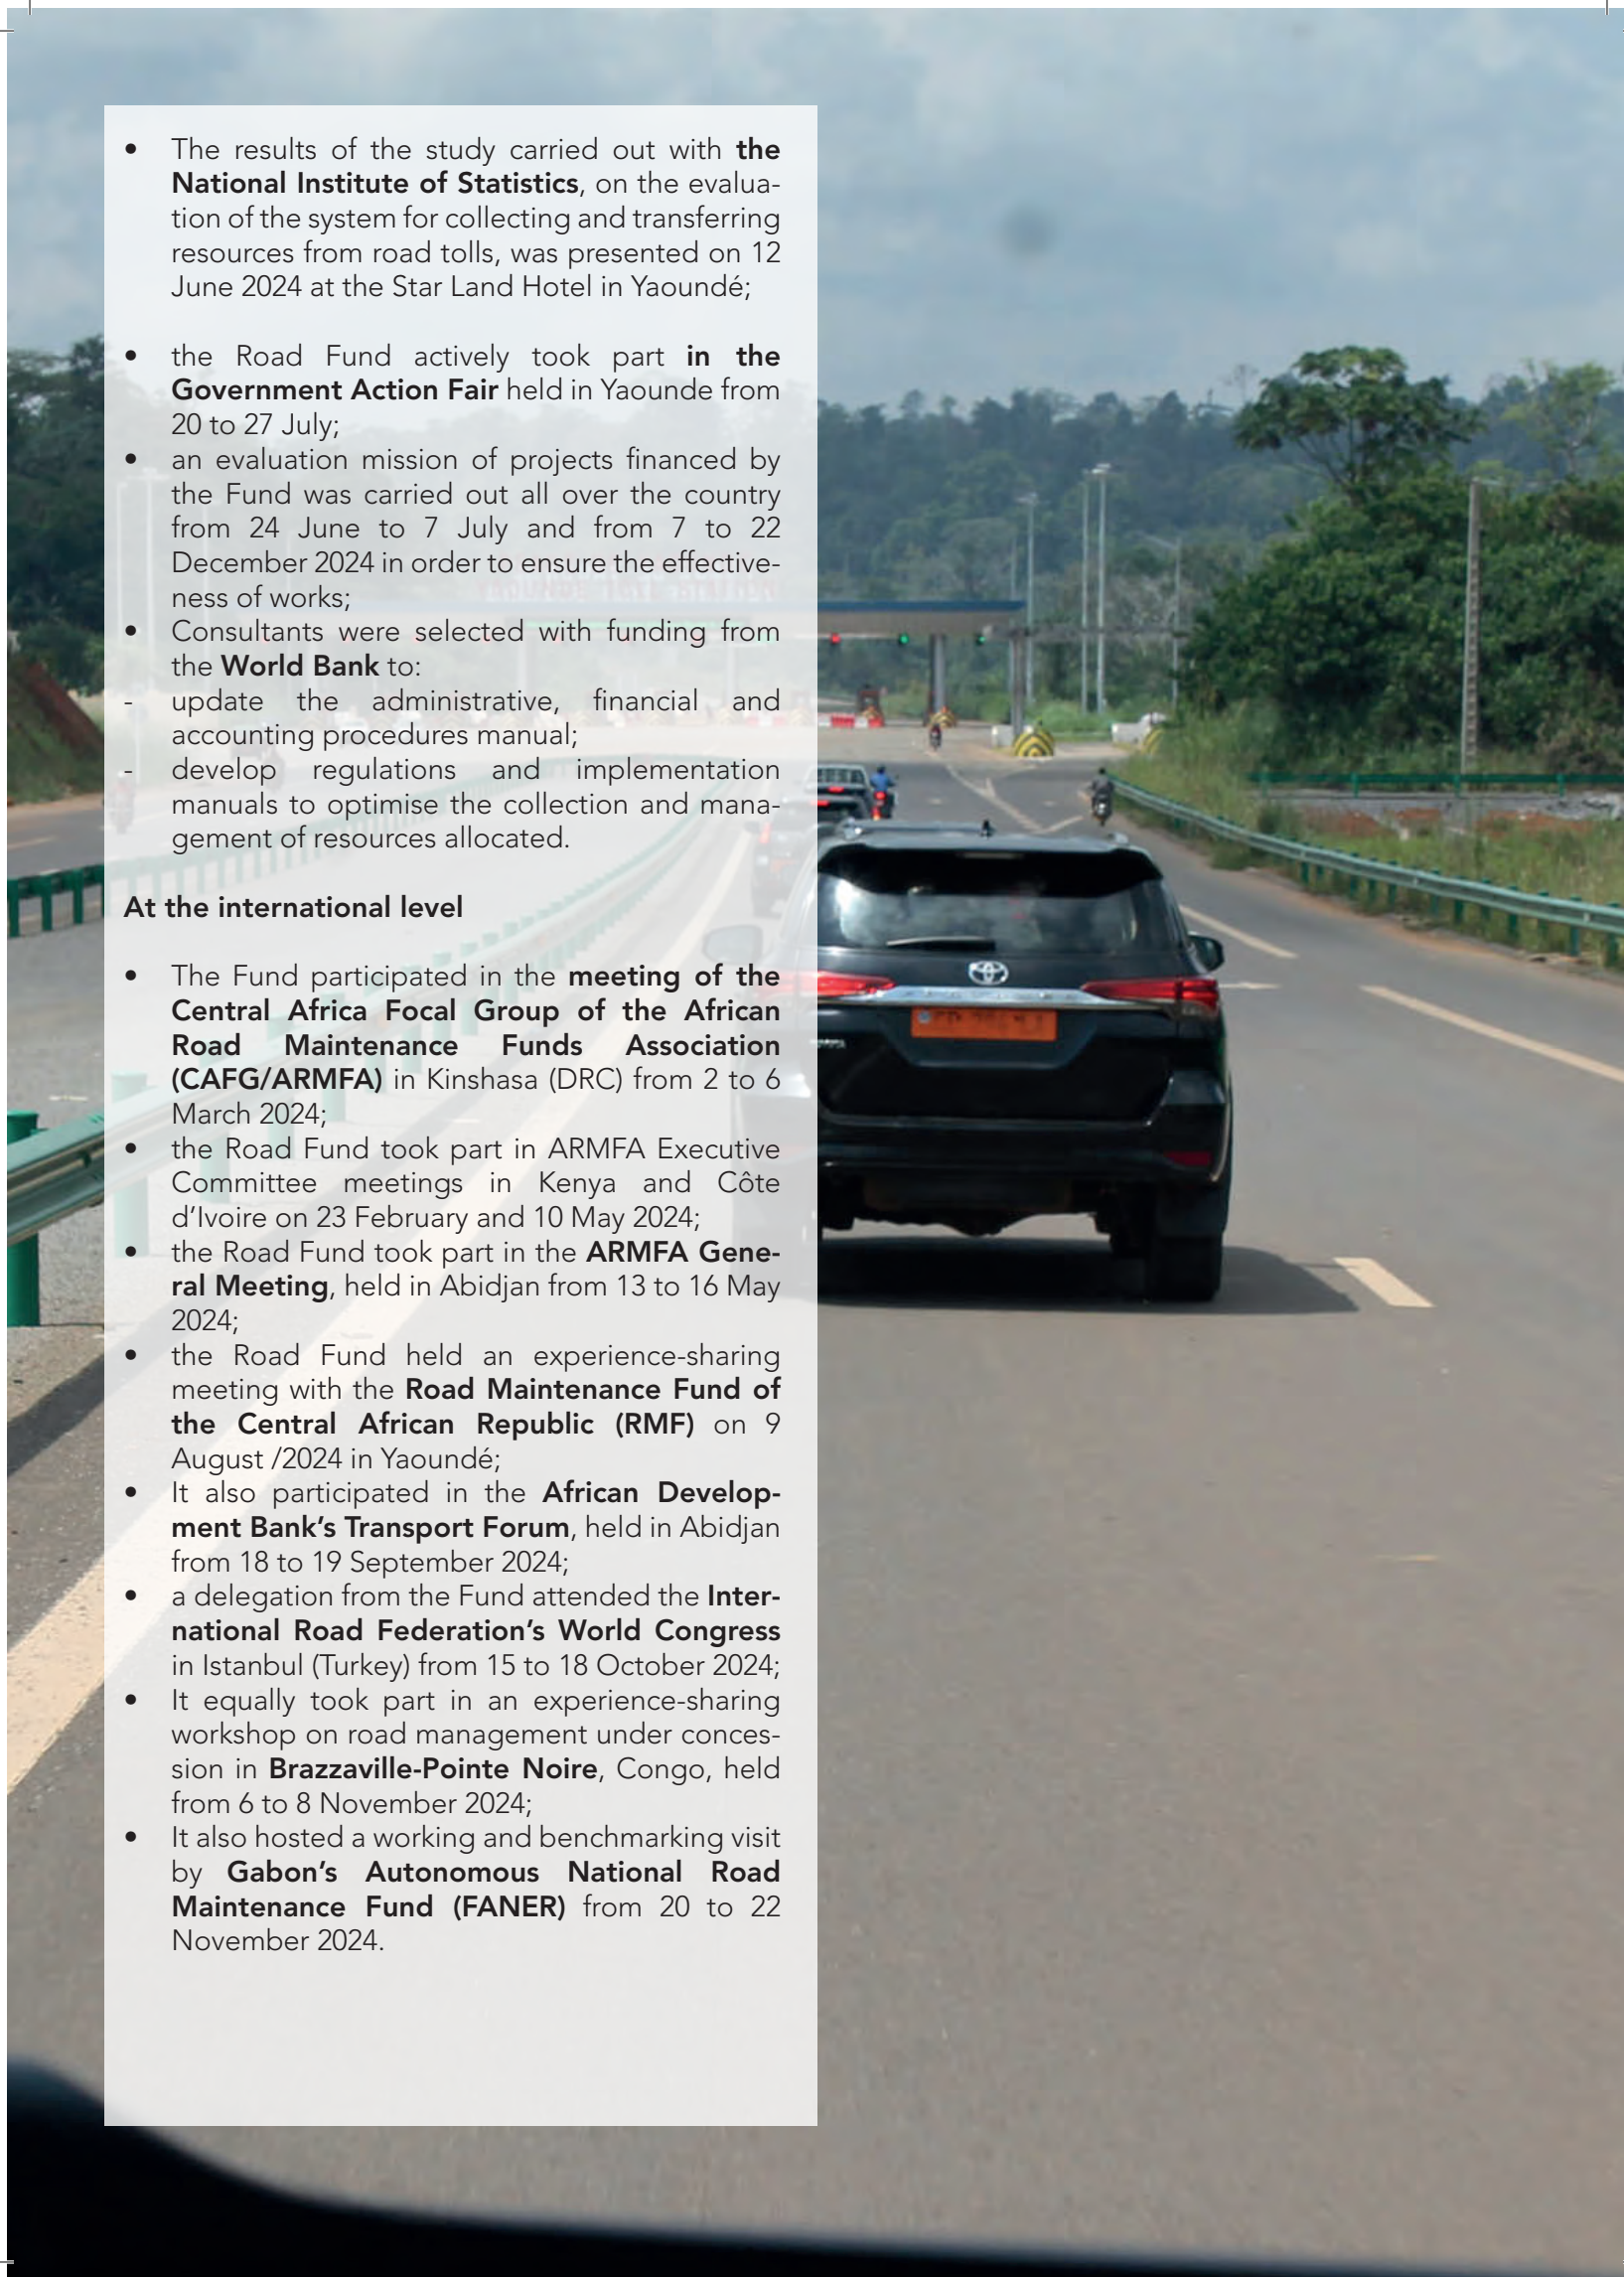 • The results of the study carried out with the
National Institute of Statistics, on the evalua-
tion of the system for collecting and transferring
resources from road tolls, was presented on 12
June 2024 at the Star Land Hotel in Yaoundé;
• the Road Fund actively took part in the
Government Action Fair held in Yaounde from
20 to 27 July;
• an evaluation mission of projects financed by
the Fund was carried out all over the country
from 24 June to 7 July and from 7 to 22
December 2024 in order to ensure the effective-
ness of works;
• Consultants were selected with funding from
the World Bank to:
- update the administrative, financial and
accounting procedures manual;
- develop regulations and implementation
manuals to optimise the collection and mana-
gement of resources allocated.
At the international level
• The Fund participated in the meeting of the
Central Africa Focal Group of the African
Road Maintenance Funds Association
(CAFG/ARMFA) in Kinshasa (DRC) from 2 to 6
March 2024;
• the Road Fund took part in ARMFA Executive
Committee meetings in Kenya and Côte
d’Ivoire on 23 February and 10 May 2024;
• the Road Fund took part in the ARMFA Gene-
ral Meeting, held in Abidjan from 13 to 16 May
2024;
• the Road Fund held an experience-sharing
meeting with the Road Maintenance Fund of
the Central African Republic (RMF) on 9
August /2024 in Yaoundé;
• It also participated in the African Develop-
ment Bank’s Transport Forum, held in Abidjan
from 18 to 19 September 2024;
• a delegation from the Fund attended the Inter-
national Road Federation’s World Congress
in Istanbul (Turkey) from 15 to 18 October 2024;
• It equally took part in an experience-sharing
workshop on road management under conces-
sion in Brazzaville-Pointe Noire, Congo, held
from 6 to 8 November 2024;
• It also hosted a working and benchmarking visit
by Gabon’s Autonomous National Road
Maintenance Fund (FANER) from 20 to 22
November 2024.